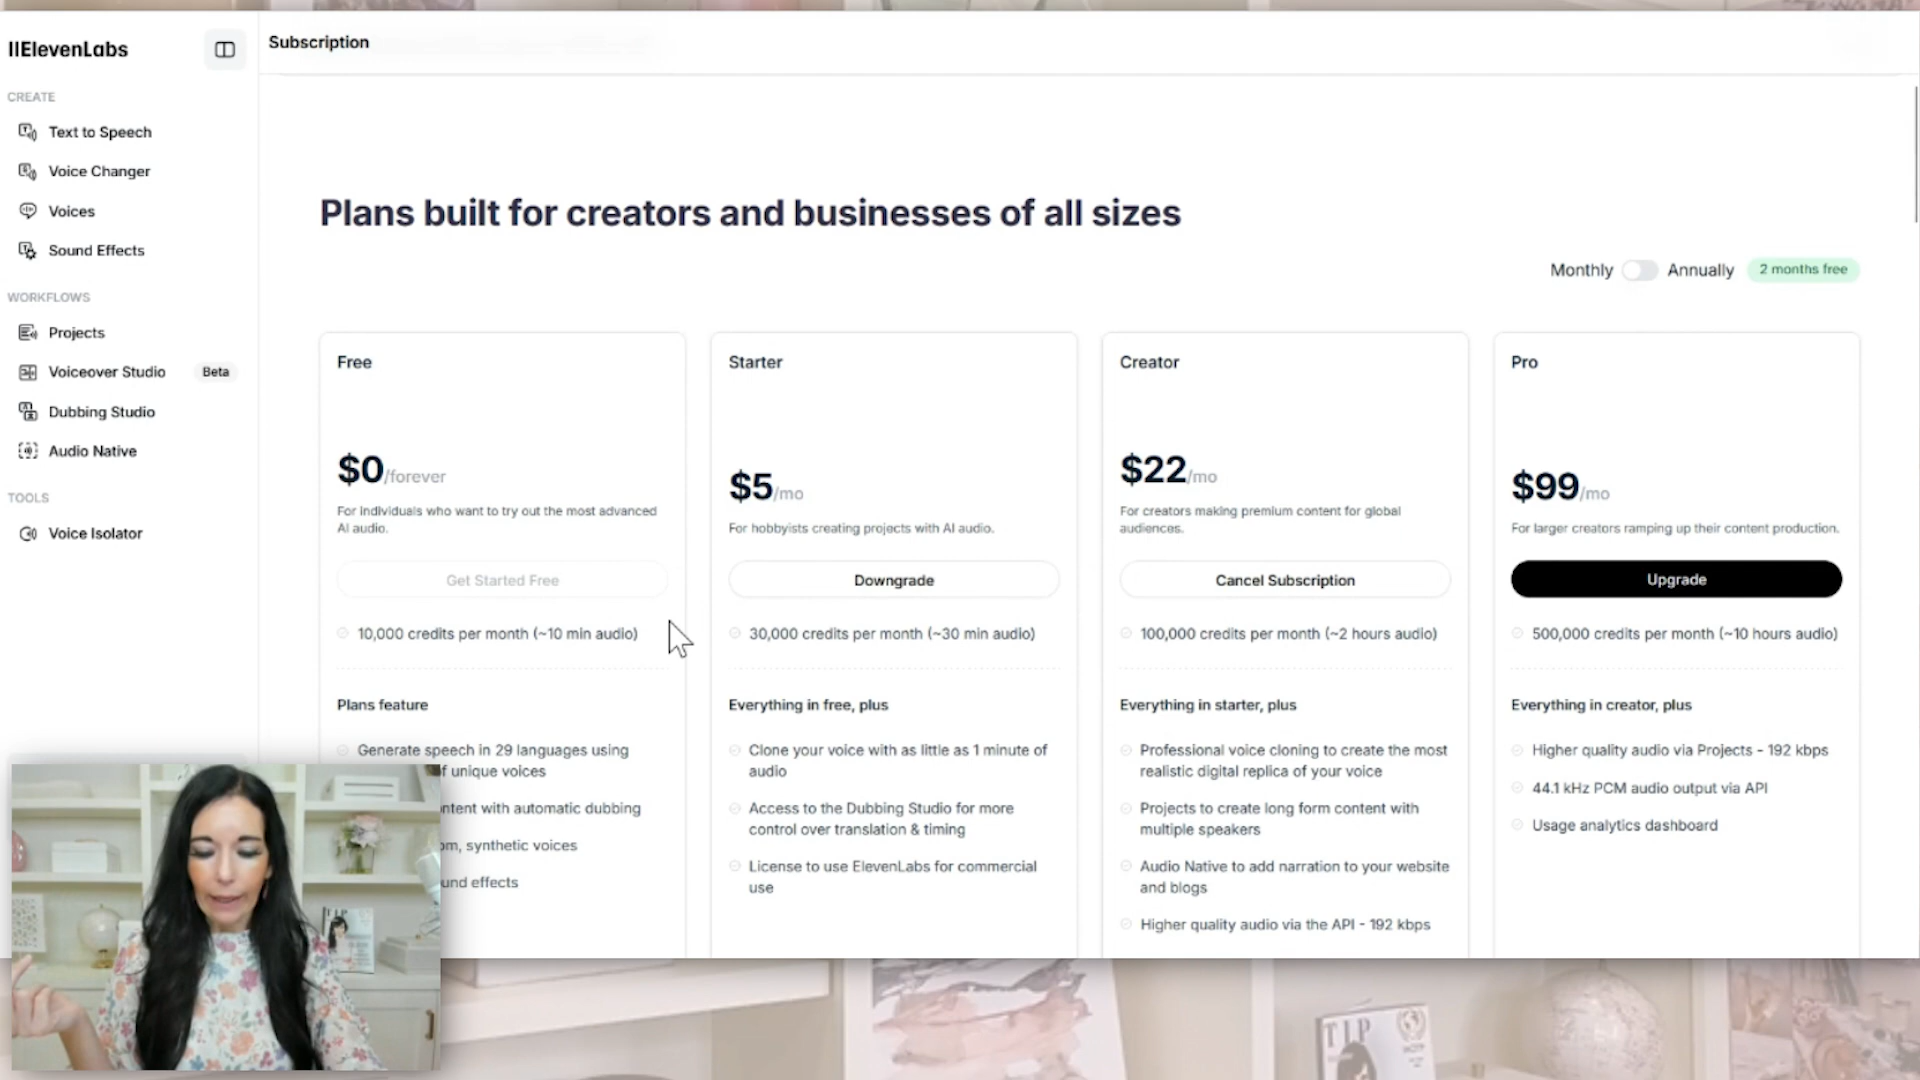 IIElevenLabs
CREATE
Text to Speech
Voice Changer
Voices
Sound Effects
WORKFLOWS
Projects
Voiceover Studio Beta
Dubbing Studio
Audio Native
TOOLS
Voice Isolator
Subscription
Plans built for creators and businesses of all sizes
Monthly Annually 2 months free
Free
$0/forever
For individuals who want to try out the most advanced
AI audio.
Get Started Free
10,000 credits per month (~10 min audio)
Plans feature
Generate speech in 29 languages using
of unique voices
ntent with automatic dubbing
om, synthetic voices
und effects
Starter
$5/mo
For hobbyists creating projects with AI audio.
Downgrade
30,000 credits per month (~30 min audio)
Everything in free, plus
Clone your voice with as little as 1 minute of
audio
Access to the Dubbing Studio for more
control over translation & timing
License to use ElevenLabs for commercial
use
Creator
$22/mo
For creators making premium content for global
audiences.
Cancel Subscription
100,000 credits per month (~2 hours audio)
Everything in starter, plus
Professional voice cloning to create the most
realistic digital replica of your voice
Projects to create long form content with
multiple speakers
Audio Native to add narration to your website
and blogs
Higher quality audio via the API - 192 kbps
Pro
$99/mo
For larger creators ramping up their content production.
Upgrade
500,000 credits per month (~10 hours audio)
Everything in creator, plus
Higher quality audio via Projects - 192 kbps
44.1 kHz PCM audio output via API
Usage analytics dashboard
TIP
TIP